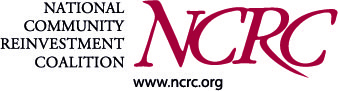 NATIONAL
COMMUNITY
REINVESTMENT
COALITION
NCRC
www.ncrc.org